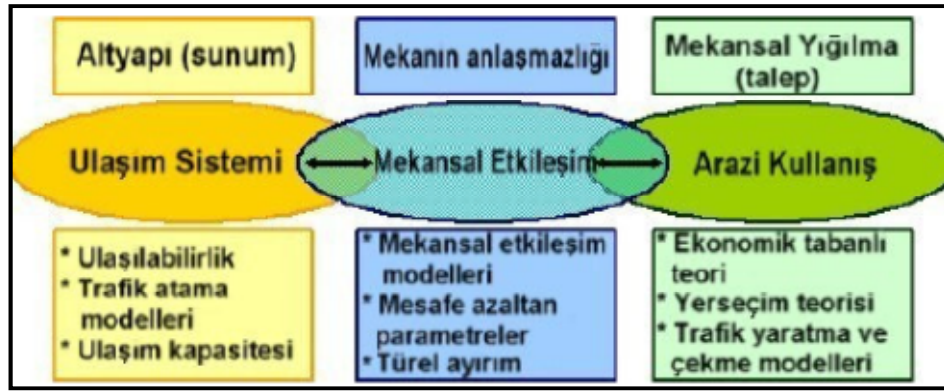 Altyapı (sunum)
Mekanın anlaşmazlığı
Mekansal Yığılma
(talep)
Ulaşım Sistemi
Mekansal Etkileşim
Arazi Kullanış
* Ulaşılabilirlik
* Trafik atama
modelleri
* Ulaşım kapasitesi
* Mekansal etkileşim
modelleri
* Mesafe azaltan
parametreler
* Türel ayırım
* Ekonomik tabanlı
teori
* Yerseçim teorisi
* Trafik yaratma ve
çekme modelleri